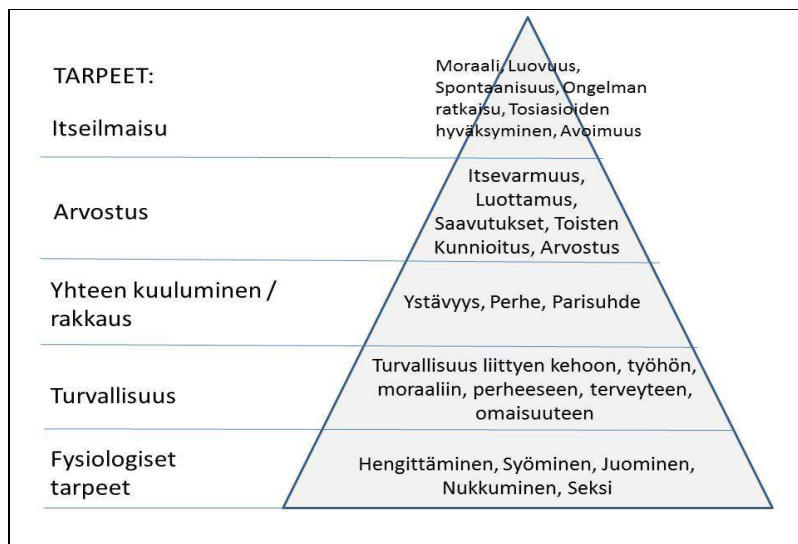 TARPEET:
Itseilmaisu
Moraali, Luovuus,
Spontaanisuus, Ongelman
ratkaisu, Tosiasioiden
hyväksyminen, Avoimuus
Arvostus
Itsevarmuus,
Luottamus,
Saavutukset, Toisten
Kunnioitus, Arvostus
Yhteen kuuluminen /
rakkaus
Ystävyys, Perhe, Parisuhde
Turvallisuus
Turvallisuus liittyen kehoon, työhön,
moraaliin, perheeseen, terveyteen,
omaisuuteen
Fysiologiset
tarpeet
Hengittäminen, Syöminen, Juominen,
Nukkuminen, Seksi